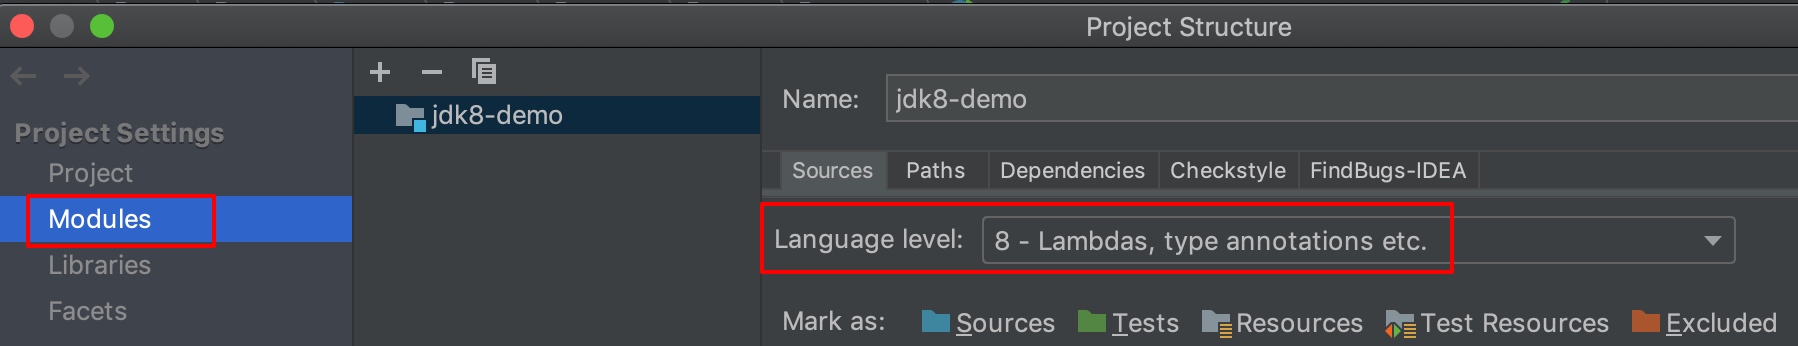 Project Structure
Project Settings
Project
Modules
Libraries
Facets
jdk8-demo
Name: jdk8-demo
Sources Paths Dependencies Checkstyle FindBugs-IDEA
Language level: 8 - Lambdas, type annotations etc.
Mark as: Sources Tests Resources Test Resources Excluded